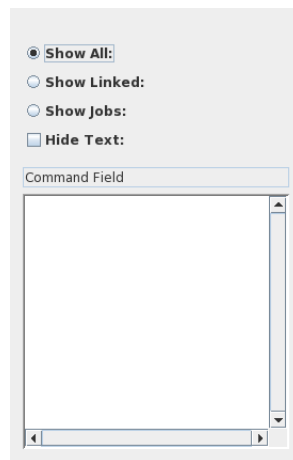 Show All:
Show Linked:
Show Jobs:
Hide Text:
Command Field